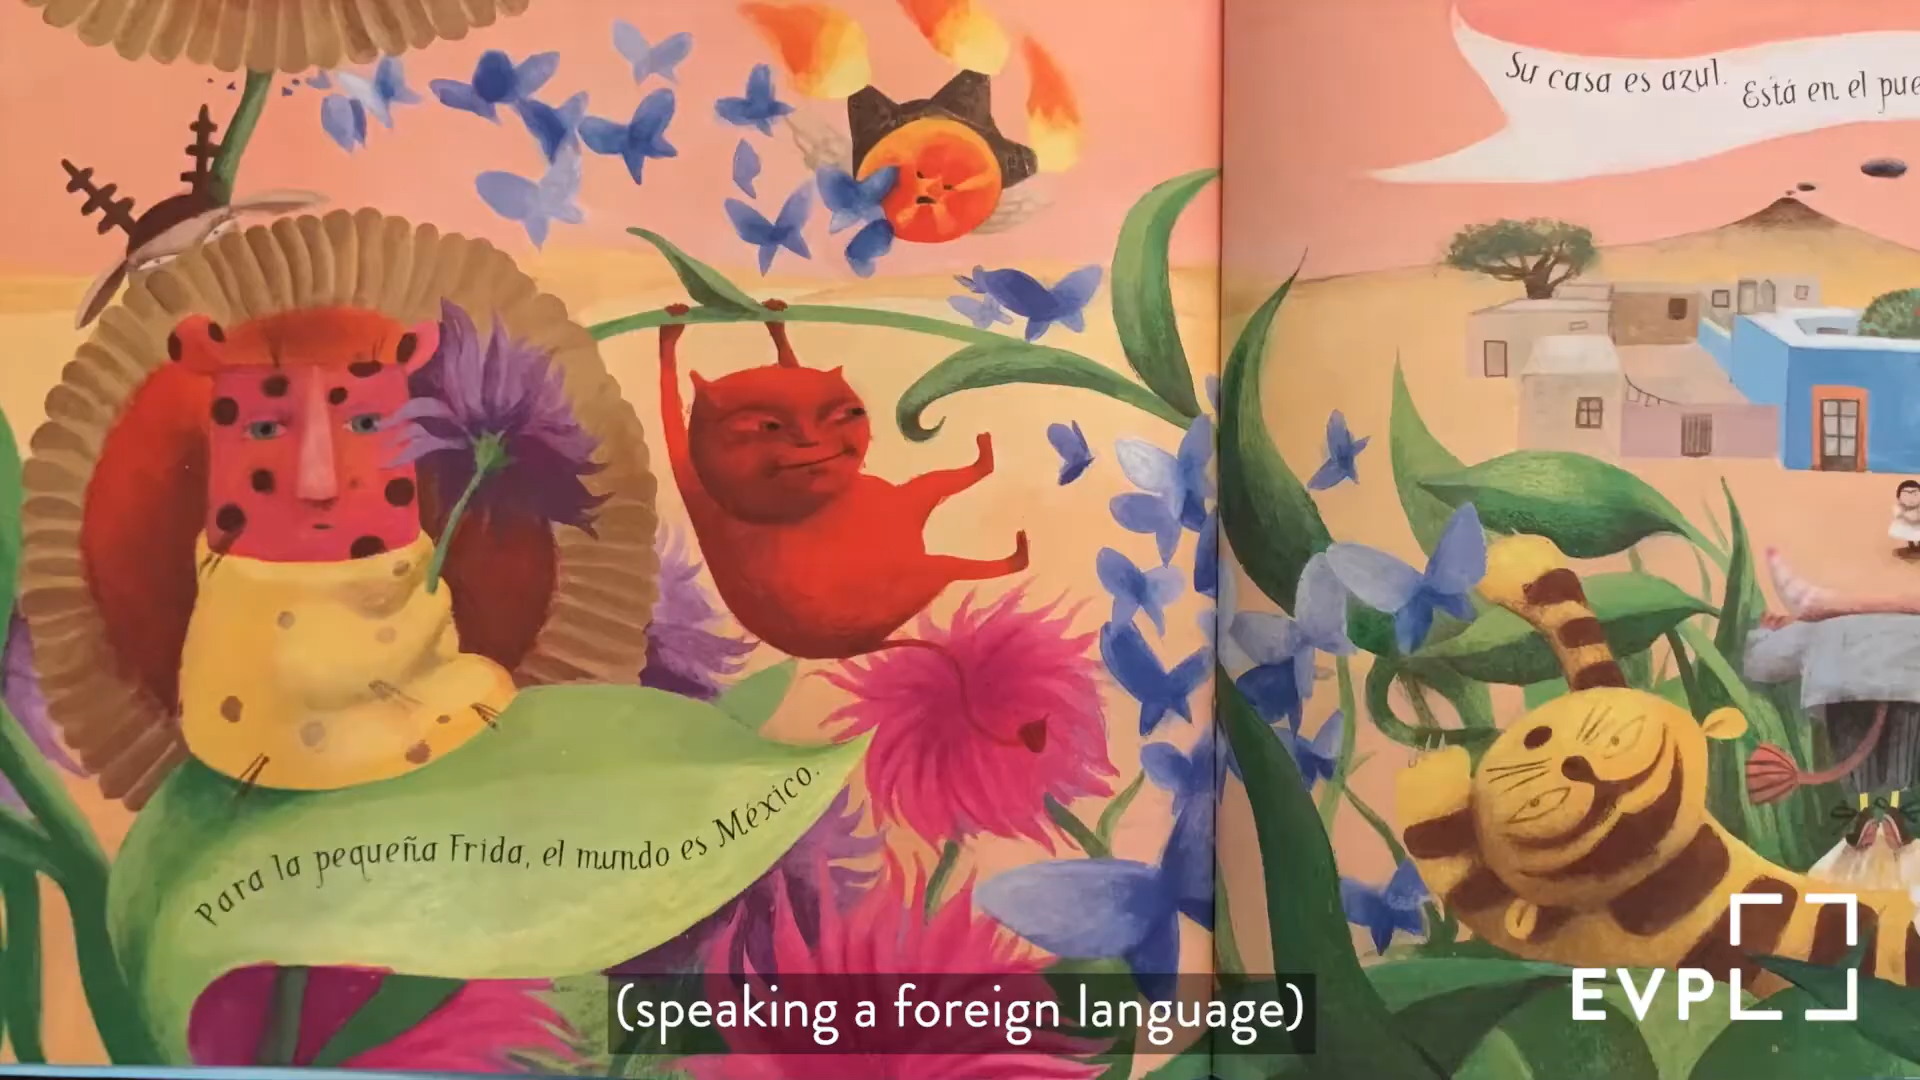 Su casa es azul. Está en el
Para la pequeña Frida, el mundo es México.
(speaking a foreign language)
EVPL